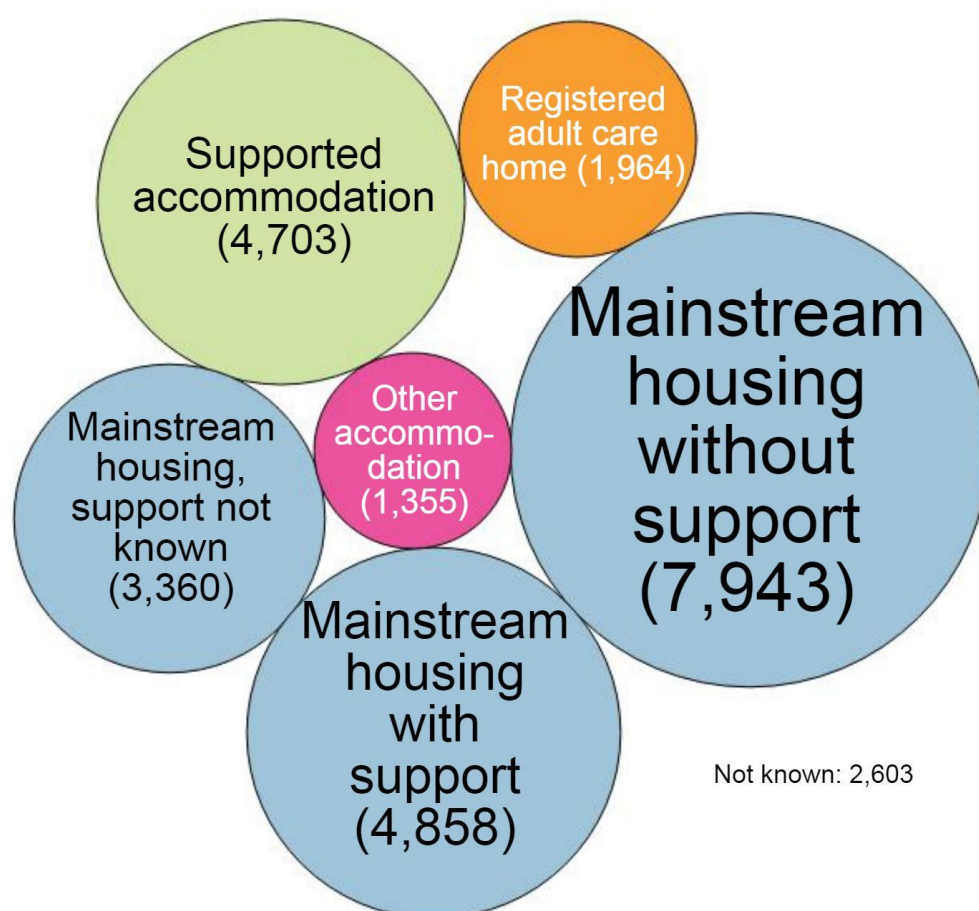 Supported
accommodation
(4,703)
Registered
adult care
home (1,964)
Mainstream
housing
without
support
(7,943)
Other
accommo-
dation
(1,355)
Mainstream
housing,
support not
known
(3,360)
Mainstream
housing
with
support
(4,858)
Not known: 2,603